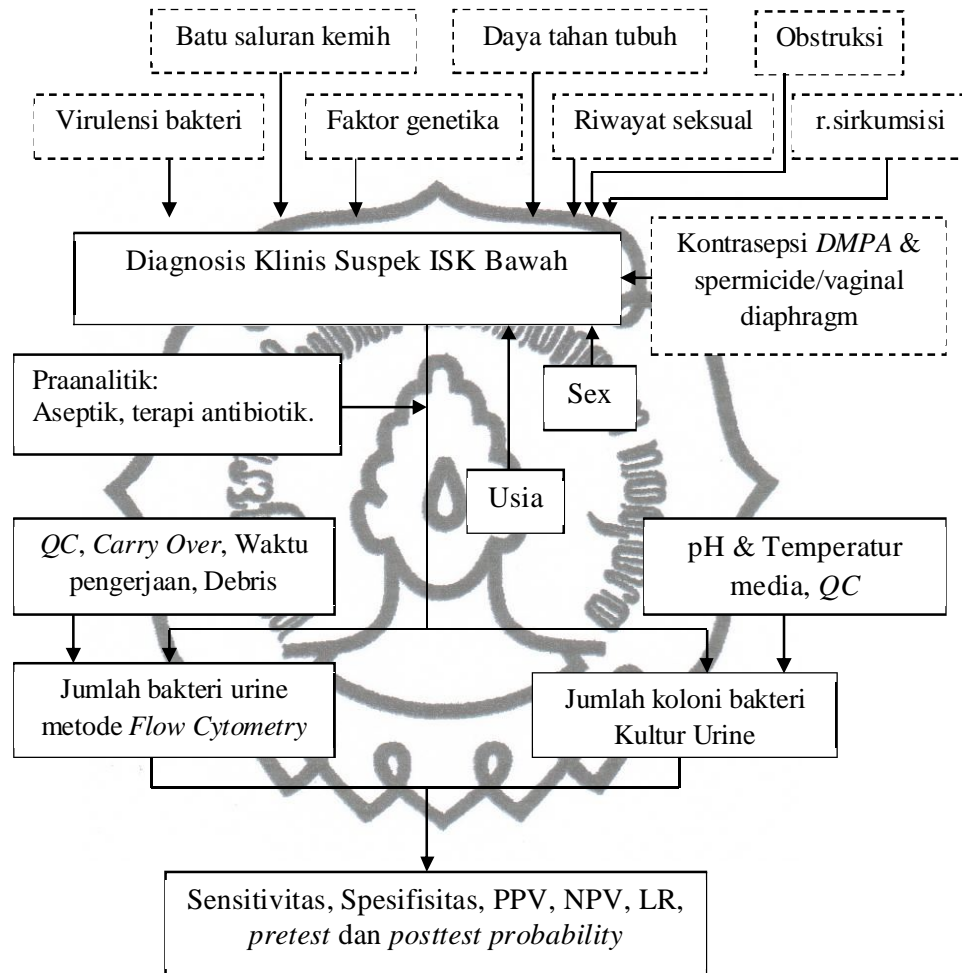 Batu saluran kemih
Daya tahan tubuh
Obstruksi
Virulensi bakteri
Faktor genetika
Riwayat seksual
r.sirkumsisi
Diagnosis Klinis Suspek ISK Bawah
Kontrasepsi DMPA &
spermicide/vaginal
diaphragm
Praanalitik:
Aseptik, terapi antibiotik.
Sex
Usia
QC, Carry Over, Waktu
pengerjaan, Debris
pH & Temperatur
media, QC
Jumlah bakteri urine
metode Flow Cytometry
Jumlah koloni bakteri
Kultur Urine
Sensitivitas, Spesifisitas, PPV, NPV, LR,
pretest dan posttest probability